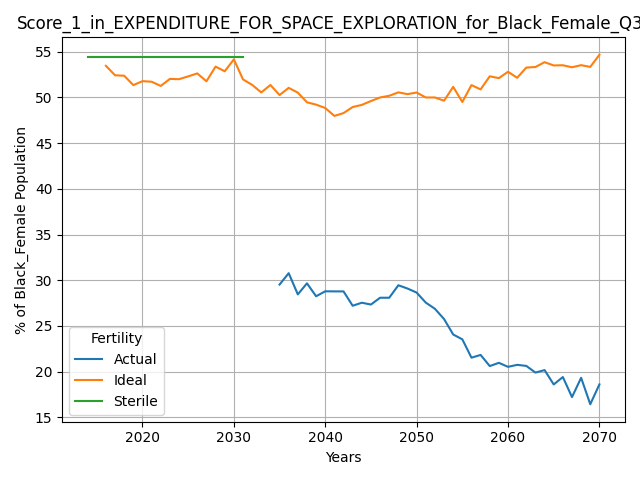 Score_1_in_EXPENDITURE_FOR_SPACE_EXPLORATION_for_Black_Female_Q3
55
50
45
40
35
30
25
20
15
% of Black_Female Population
Fertility
Actual
Ideal
Sterile
2020 2030 2040 2050 2060 2070
Years